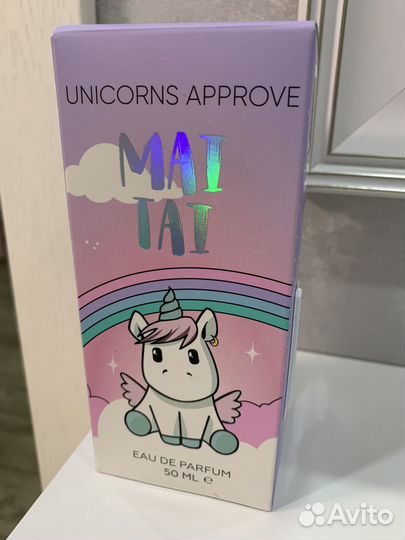 UNICORNS APPROVE
MAI
TAI
EAU DE PARFUM
50 ML ℮
Avito